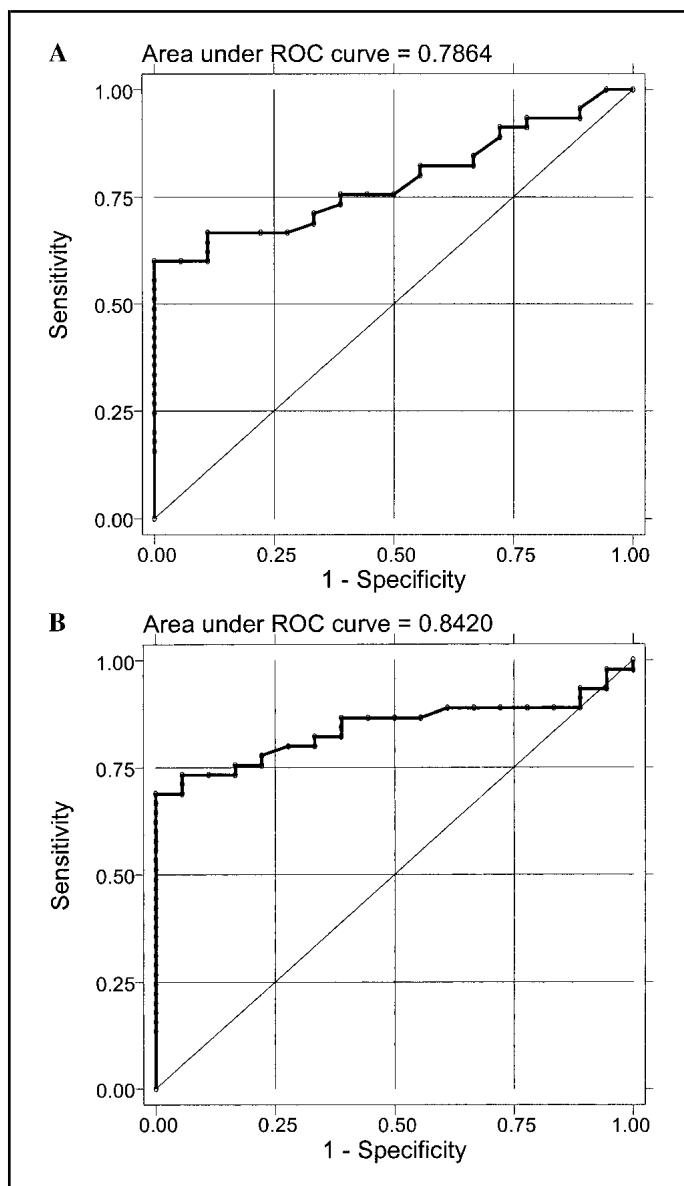 A Area under ROC curve = 0.7864
1.00
0.75
0.50
0.25
0.00
Sensitivity
0.00 0.25 0.50 0.75 1.00
1 - Specificity
B Area under ROC curve = 0.8420
1.00
0.75
0.50
0.25
0.00
Sensitivity
0.00 0.25 0.50 0.75 1.00
1 - Specificity